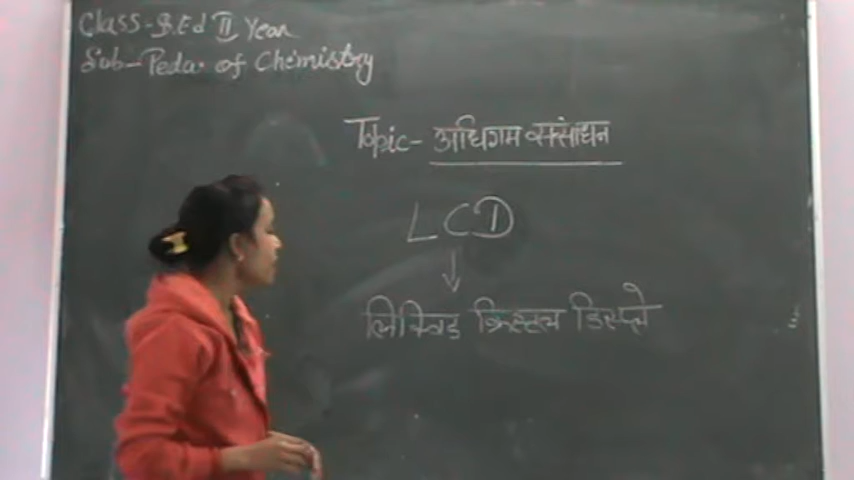 Class-B.Ed II Year
Sub-Peda. of Chemistry
Topic- अधिगम संसाधन
LCD
↓
लिक्विड क्रिस्टल डिस्प्ले